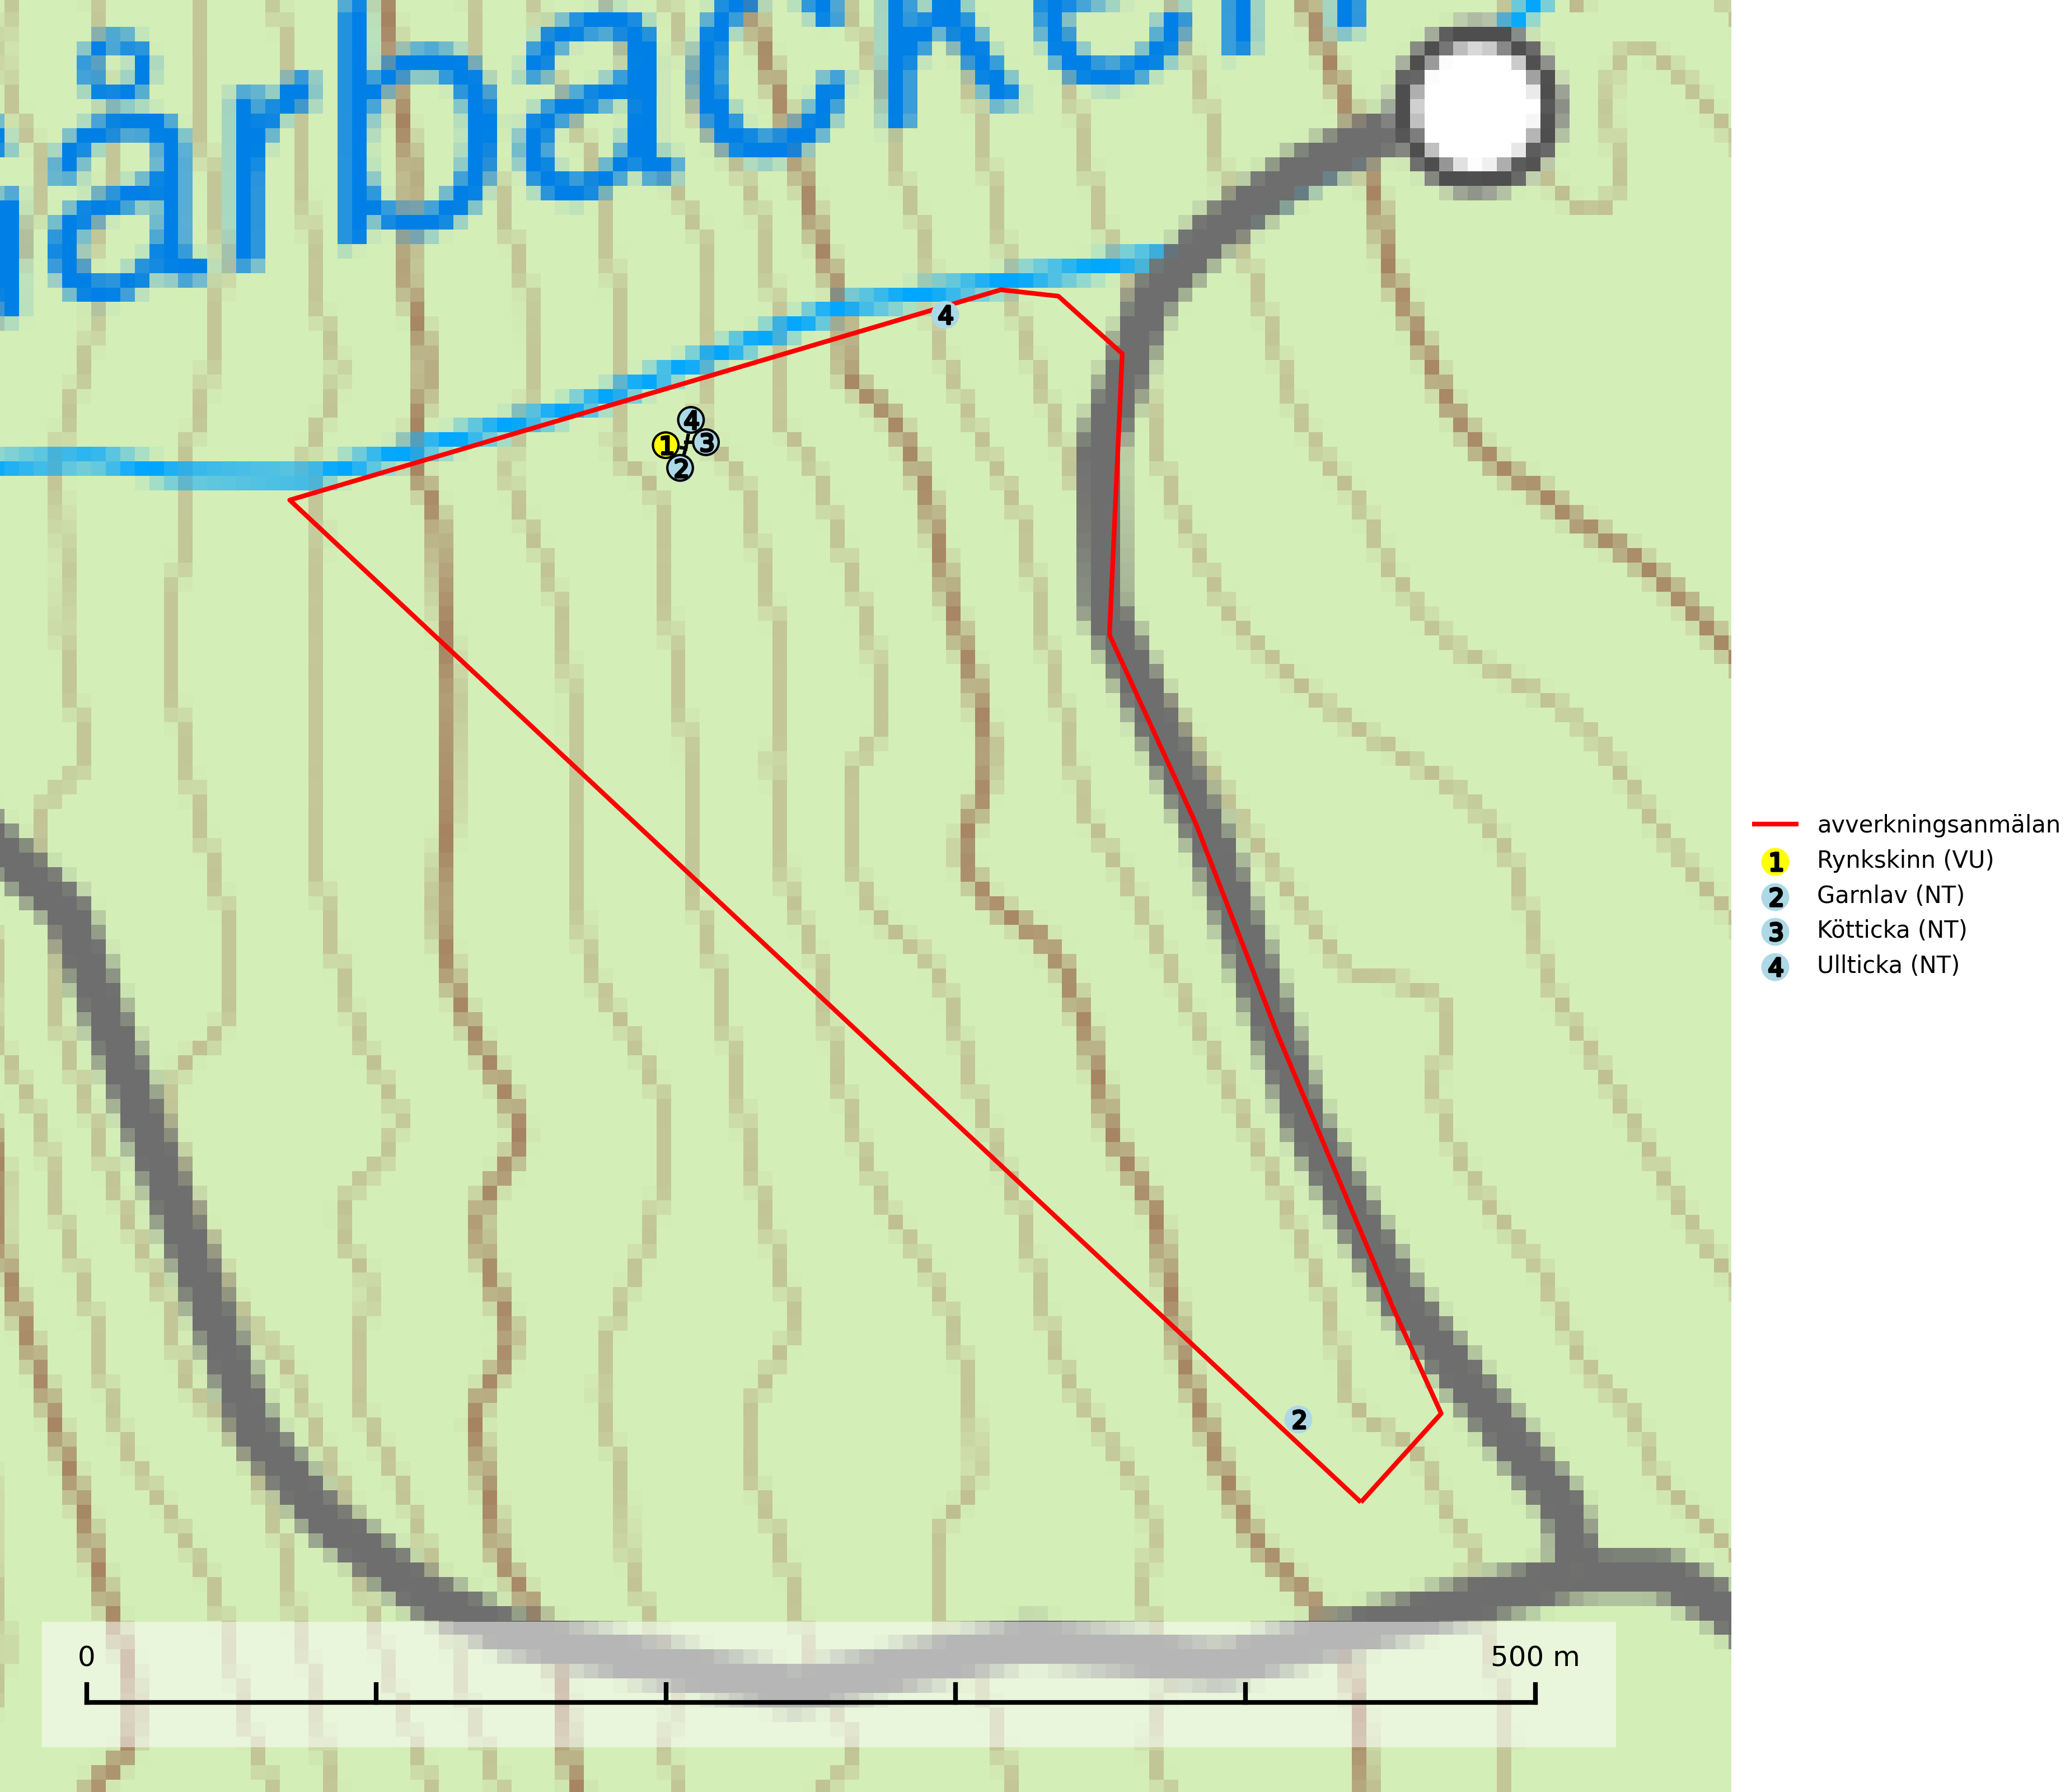 årbäcken
4
4
1
3
2
2
avverkningsanmälan
1 Rynkskinn (VU)
2 Garnlav (NT)
3 Kötticka (NT)
4 Ullticka (NT)
0
500 m